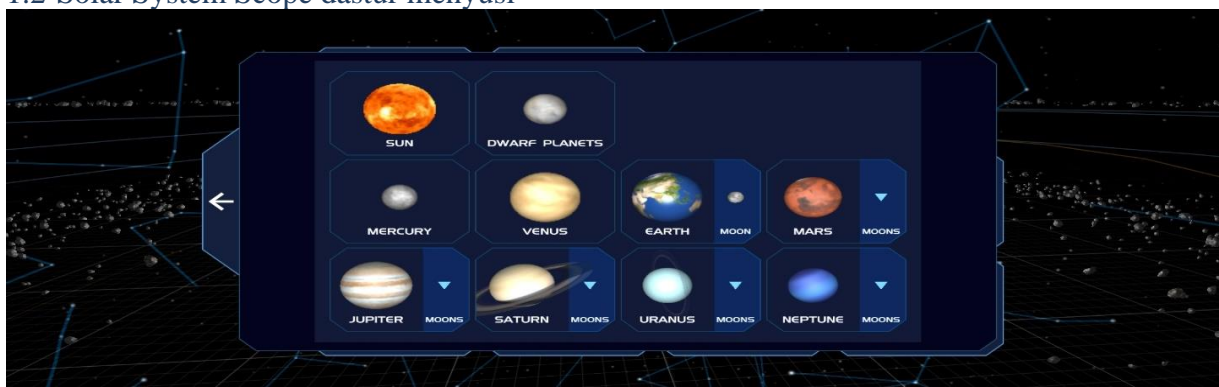 1.2 Solar System Scope dastur menyusi
SUN
DWARF PLANETS
MERCURY
VENUS
EARTH
MOON
MARS
MOONS
JUPITER
MOONS
SATURN
MOONS
URANUS
MOONS
NEPTUNE
MOONS